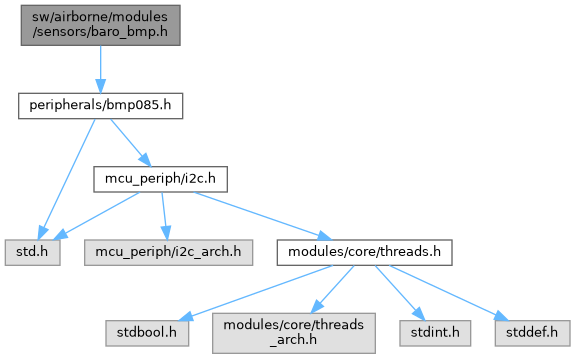 sw/airborne/modules
/sensors/baro_bmp.h
peripherals/bmp085.h
mcu_periph/i2c.h
std.h
mcu_periph/i2c_arch.h
modules/core/threads.h
stdbool.h
modules/core/threads
_arch.h
stdint.h
stddef.h